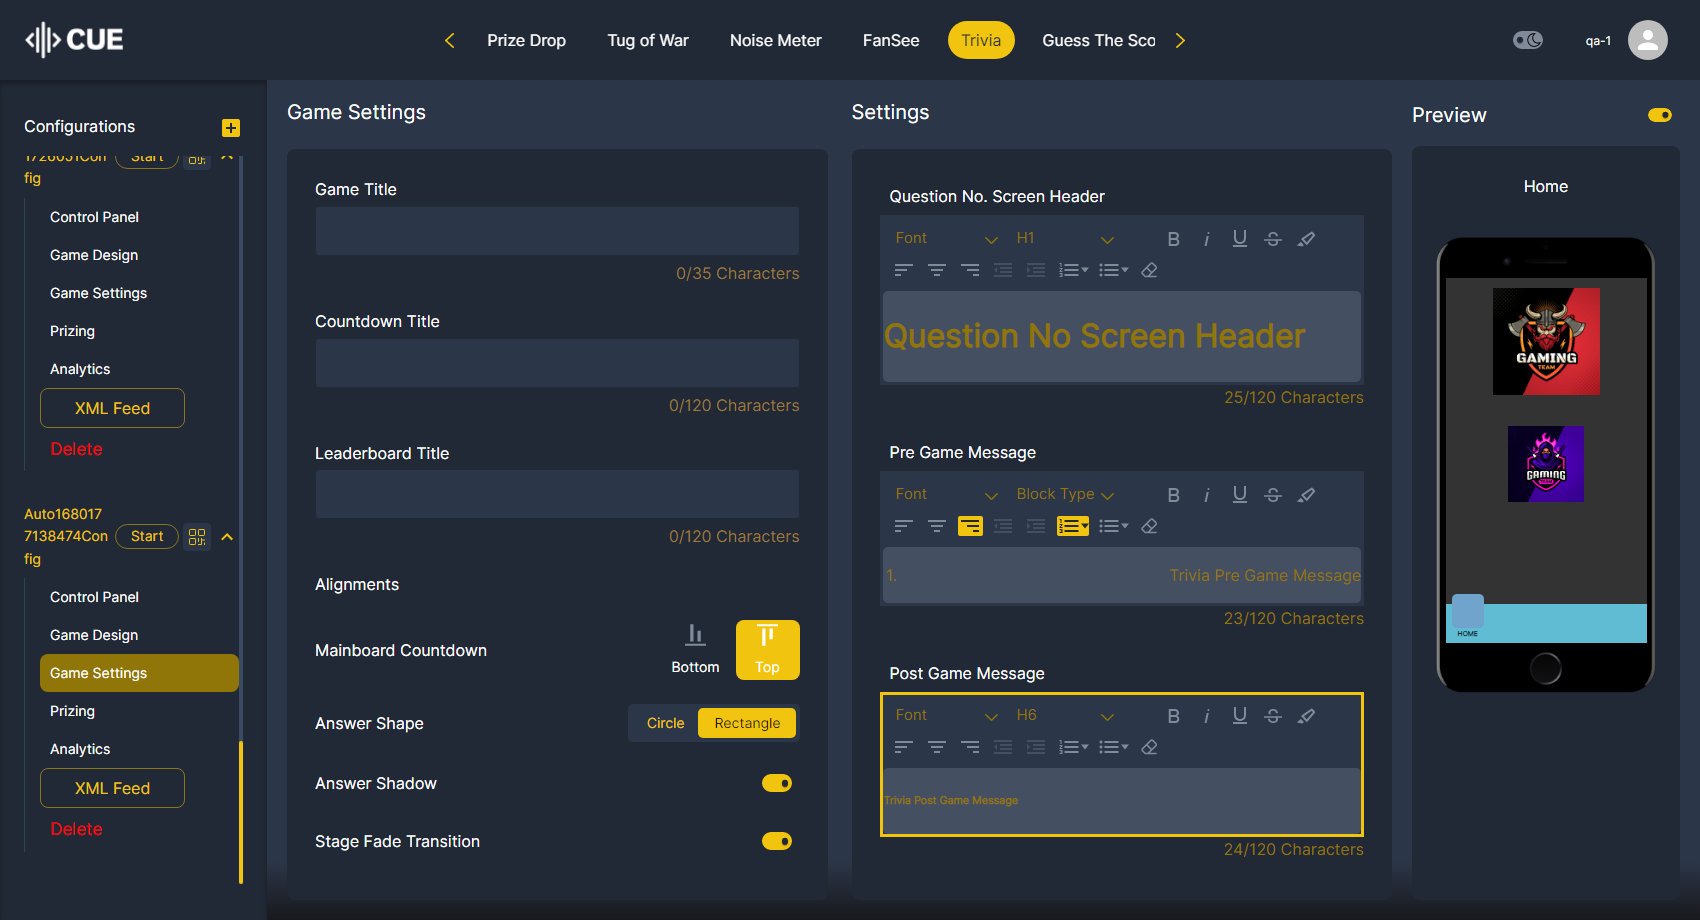 CUE
Prize Drop
Tug of War
Noise Meter
FanSee
Trivia
Guess The Sco
qa-1
Configurations
1726051Con
fig
Start
Control Panel
Game Design
Game Settings
Prizing
Analytics
XML Feed
Delete
Auto168017
7138474Con
fig
Start
Control Panel
Game Design
Game Settings
Prizing
Analytics
XML Feed
Delete
Game Settings
Game Title
0/35 Characters
Countdown Title
0/120 Characters
Leaderboard Title
0/120 Characters
Alignments
Mainboard Countdown
Bottom
Top
Answer Shape
Circle
Rectangle
Answer Shadow
Stage Fade Transition
Settings
Question No. Screen Header
Font
H1
B i U S
Question No Screen Header
25/120 Characters
Pre Game Message
Font
Block Type
B i U S
1. Trivia Pre Game Message
23/120 Characters
Post Game Message
Font
H6
B i U S
Trivia Post Game Message
24/120 Characters
Preview
Home
GAMING
TEAM
GAMING
TEAM
HOME